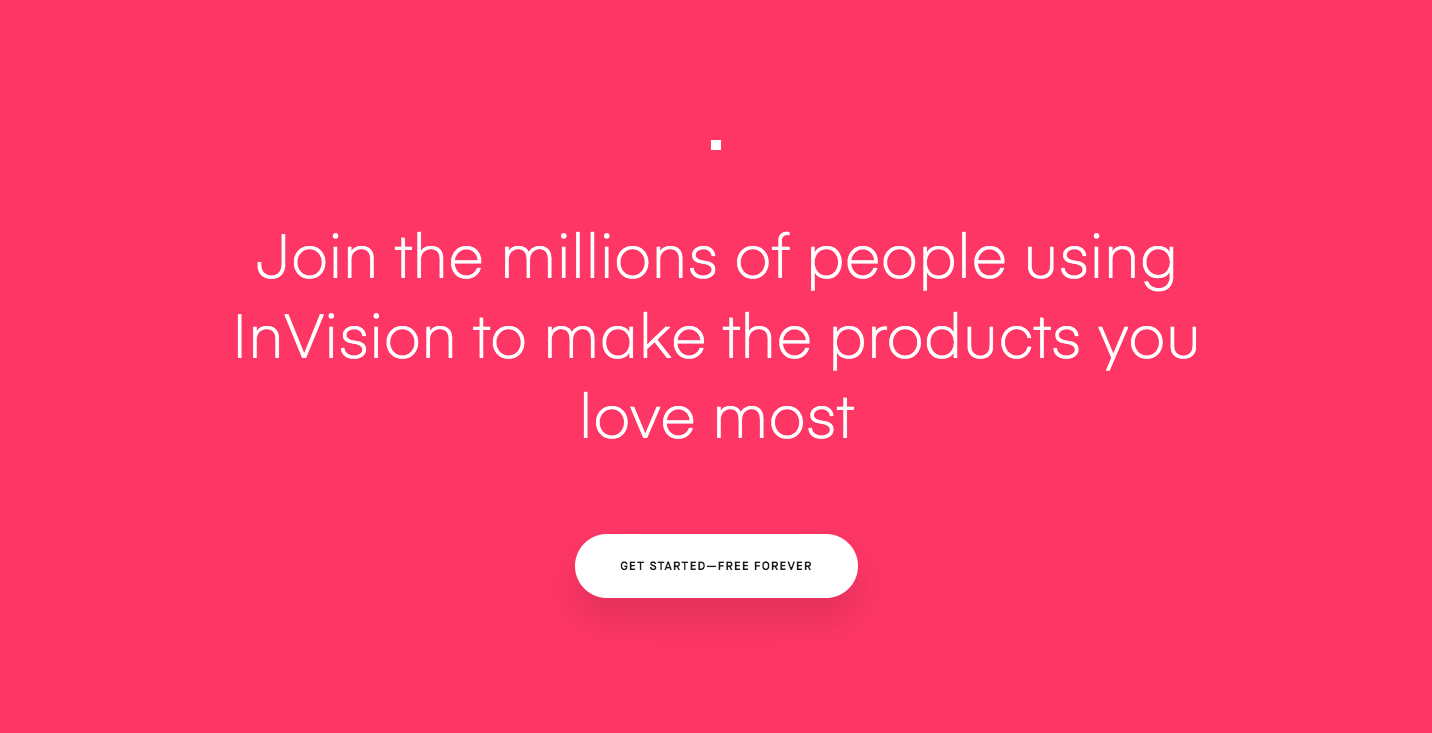 Join the millions of people using
InVision to make the products you
love most
GET STARTED—FREE FOREVER